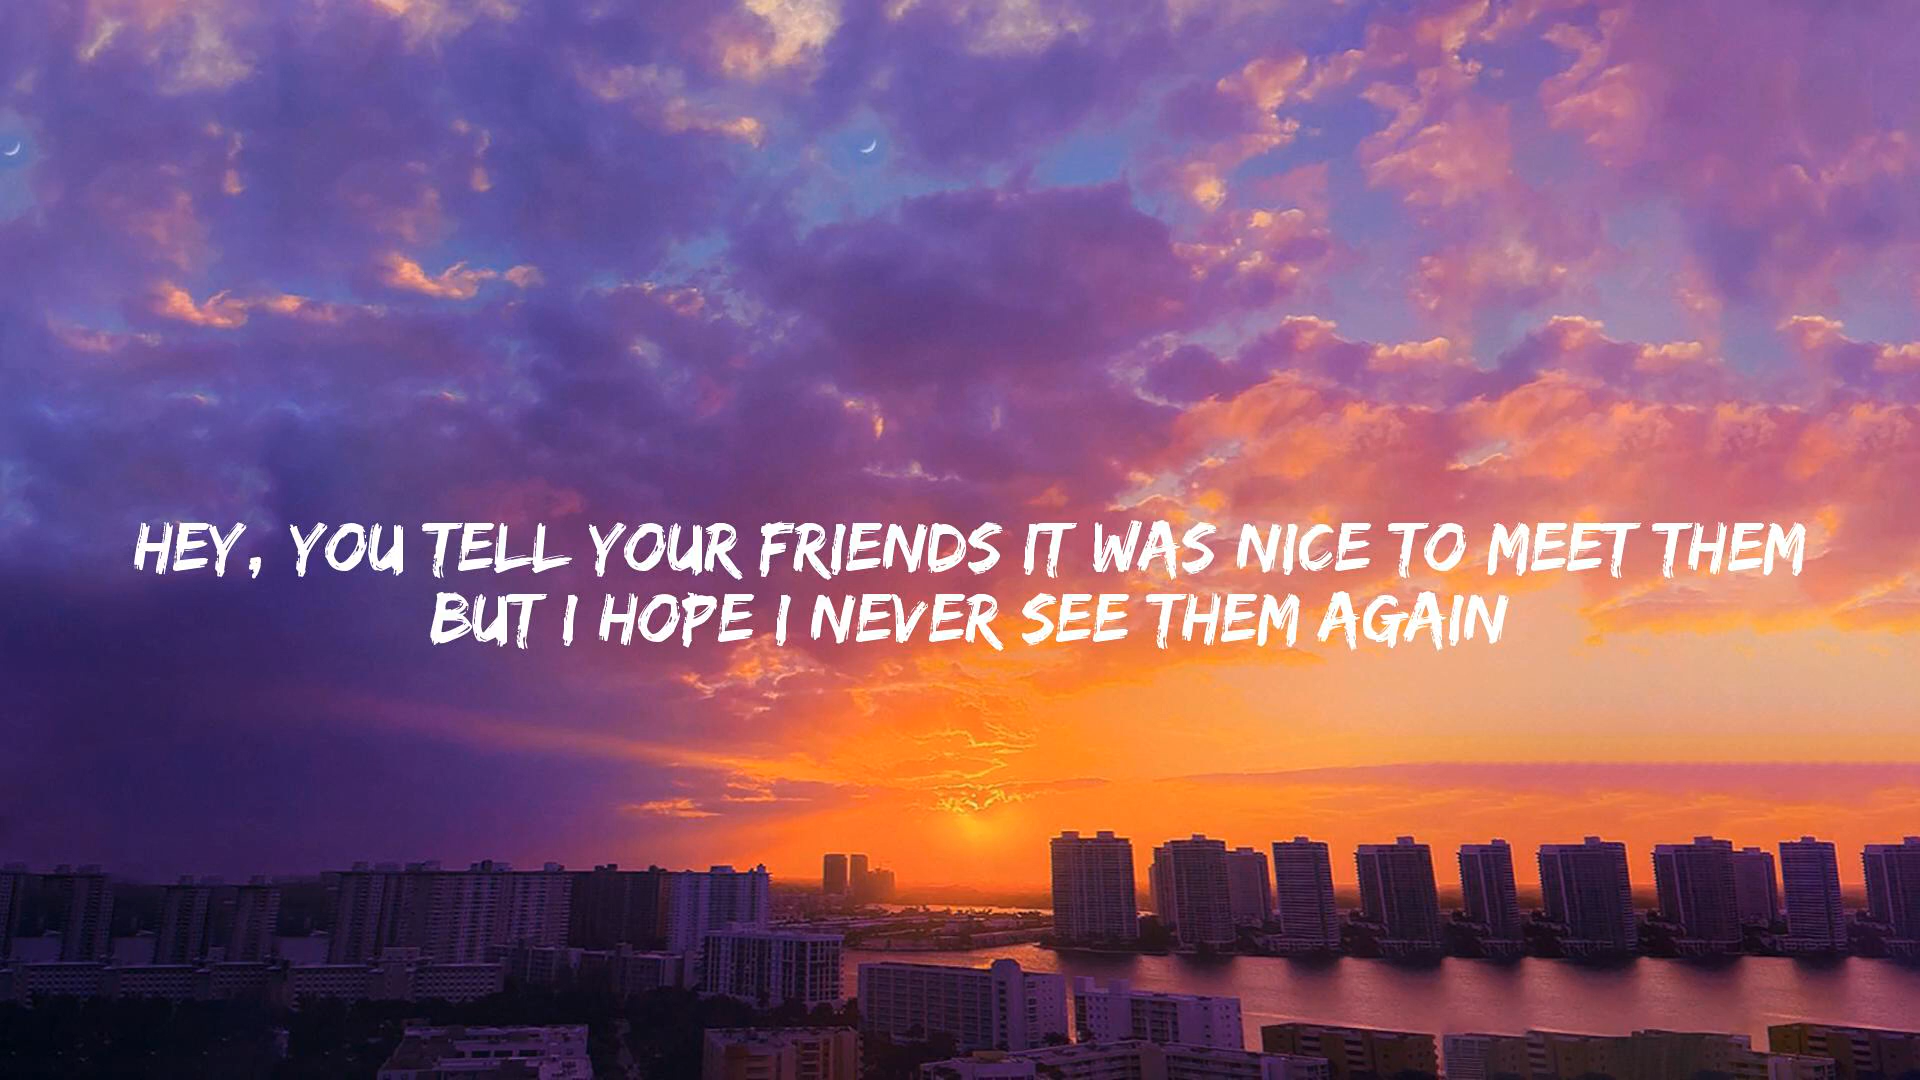 HEY, YOU TELL YOUR FRIENDS IT WAS NICE TO MEET THEM
BUT I HOPE I NEVER SEE THEM AGAIN